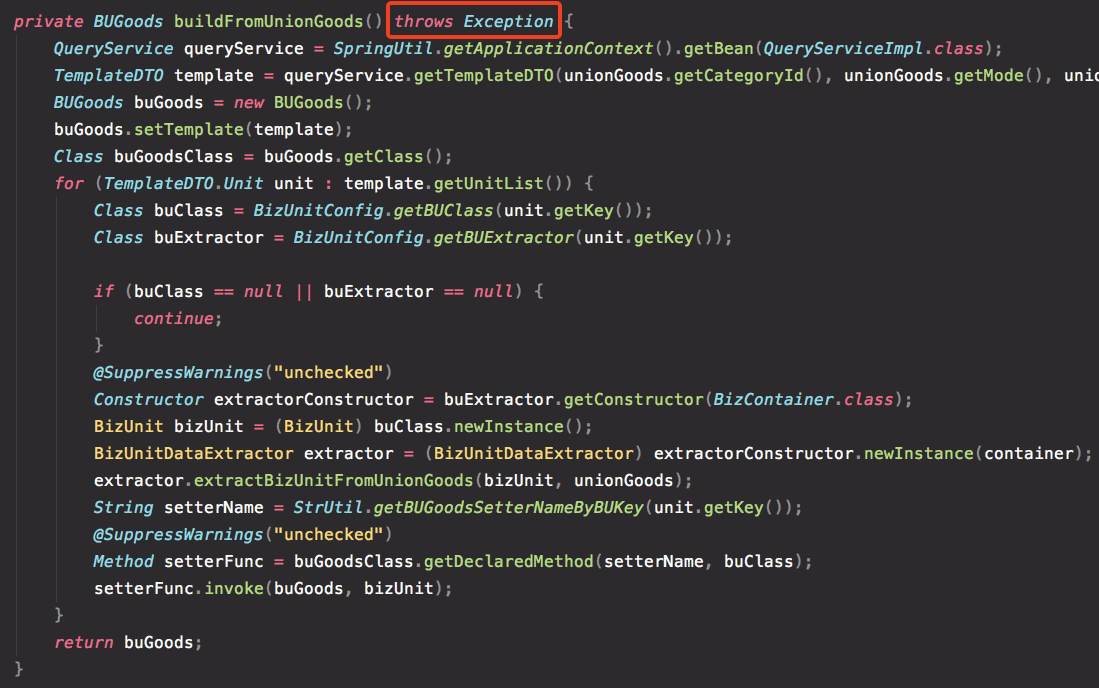 private BUGoods buildFromUnionGoods() throws Exception {
QueryService queryService = SpringUtil.getApplicationContext().getBean(QueryServiceImpl.class);
TemplateDTO template = queryService.getTemplateDTO(unionGoods.getCategoryId(), unionGoods.getMode(), unio
BUGoods buGoods = new BUGoods();
buGoods.setTemplate(template);
Class buGoodsClass = buGoods.getClass();
for (TemplateDTO.Unit unit : template.getUnitList()) {
Class buClass = BizUnitConfig.getBUClass(unit.getKey());
Class buExtractor = BizUnitConfig.getBUExtractor(unit.getKey());
if (buClass == null || buExtractor == null) {
continue;
}
@SuppressWarnings("unchecked")
Constructor extractorConstructor = buExtractor.getConstructor(BizContainer.class);
BizUnit bizUnit = (BizUnit) buClass.newInstance();
BizUnitDataExtractor extractor = (BizUnitDataExtractor) extractorConstructor.newInstance(container);
extractor.extractBizUnitFromUnionGoods(bizUnit, unionGoods);
String setterName = StrUtil.getBUGoodsSetterNameByBUKey(unit.getKey());
@SuppressWarnings("unchecked")
Method setterFunc = buGoodsClass.getDeclaredMethod(setterName, buClass);
setterFunc.invoke(buGoods, bizUnit);
}
return buGoods;
}